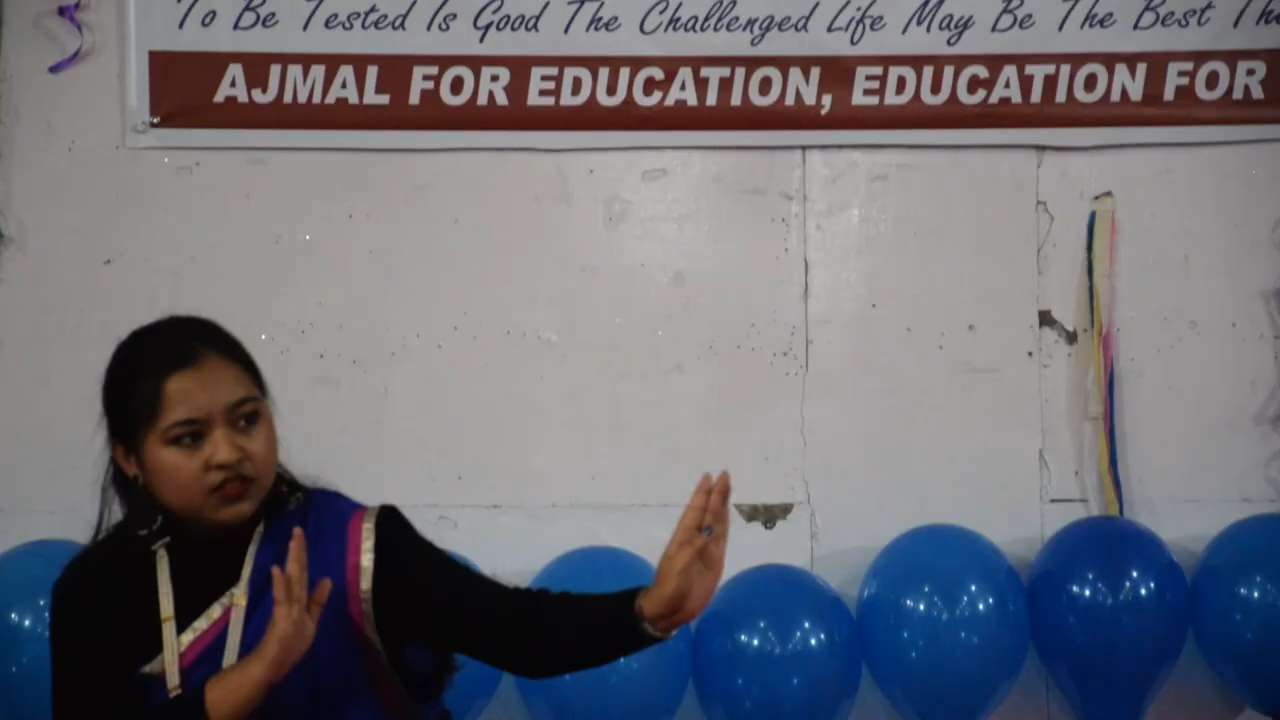 To Be Tested Is Good The Challenged Life May Be The Best
AJMAL FOR EDUCATION, EDUCATION FOR